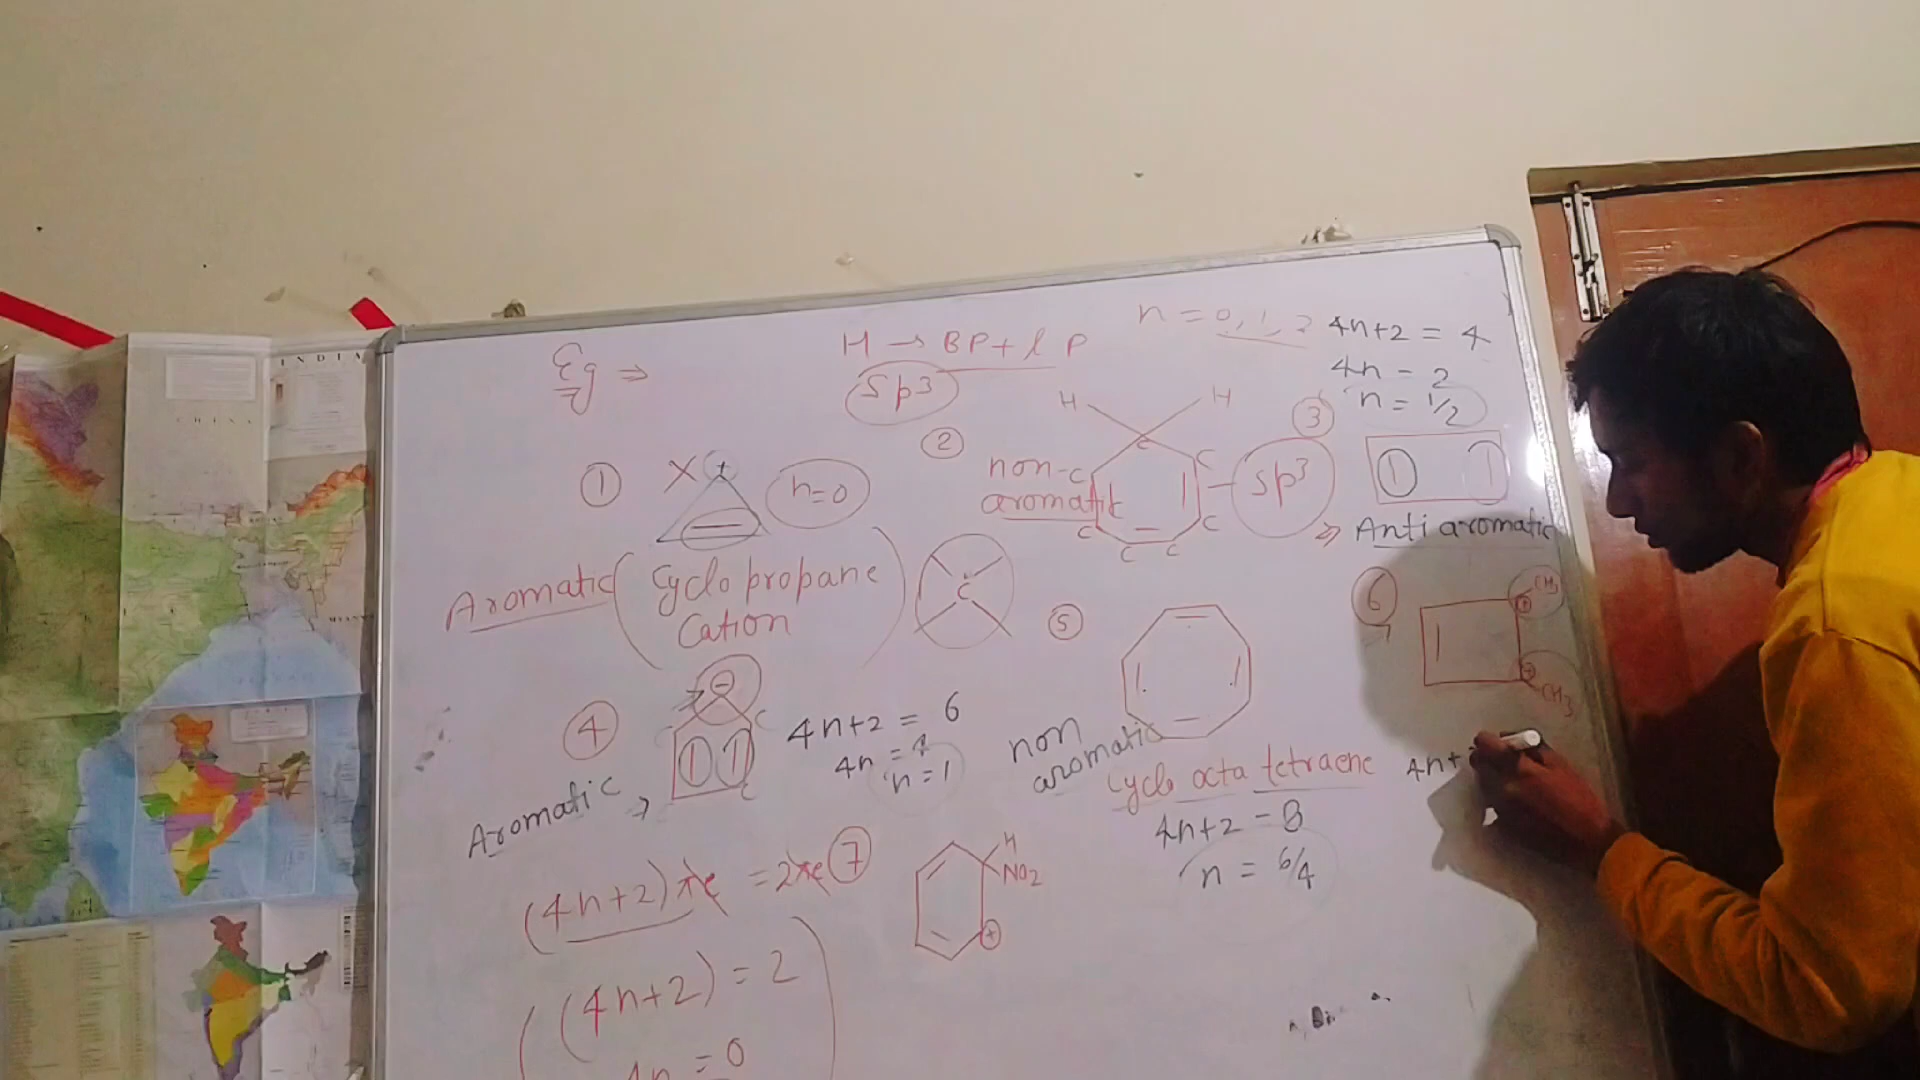 Eg ⇒
H → BP + l P
sp³
n = 0, 1, 2
4n+2 = 4
4n = 2
n = 1/2
①
X
+
n=0
Aromatic
(Cyclo propane
Cation)
②
non-
aromatic
H
H
C
C
C
C
C
C
C
sp³
③
⇒ Anti aromatic
C
④
−
C
C
Aromatic →
4n+2 = 6
4n = 4
n = 1
⑤
non
aromatic
Cyclo octa tetraene
4n+2 = 8
n = 6/4
⑥
+
CH3
+
CH3
4n+
(4n+2)πe = 2πe
(4n+2) = 2
4n = 0
⑦
H
NO2
+
INDIA
CHINA